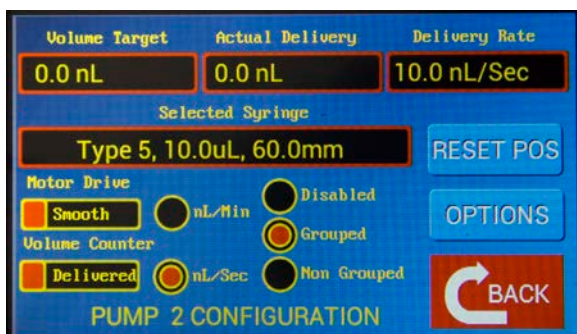 Volume Target Actual Delivery Delivery Rate
0.0 nL 0.0 nL 10.0 nL/Sec
Selected Syringe
Type 5, 10.0uL, 60.0mm RESET POS
Motor Drive
Smooth nL/Min Disabled
Grouped OPTIONS
Volume Counter
Delivered nL/Sec Non Grouped
BACK
PUMP 2 CONFIGURATION